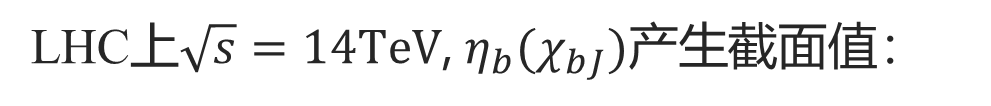 LHC上√s = 14TeV, η_b(χ_bJ)产生截面值：